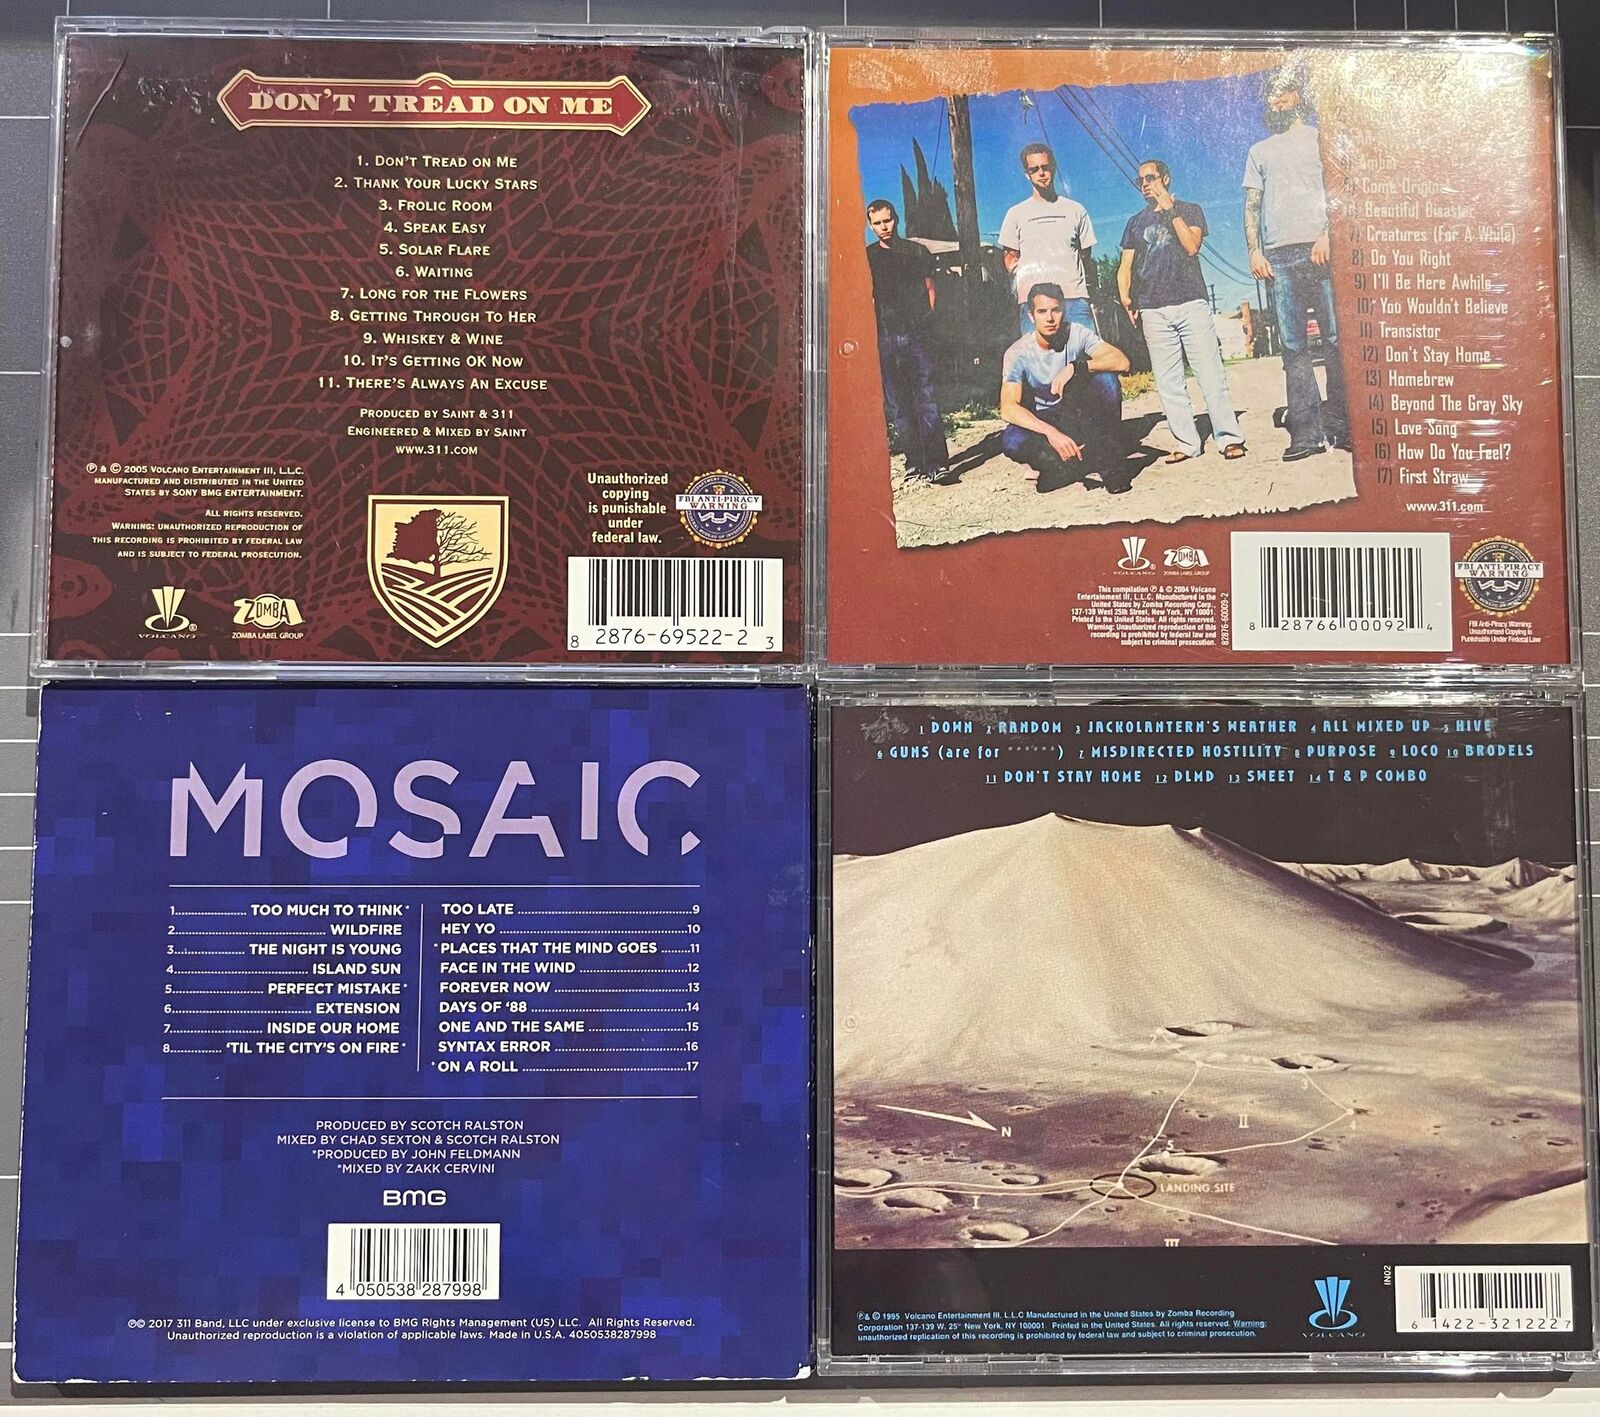 DON'T TREAD ON ME
1. DON'T TREAD ON ME
2. THANK YOUR LUCKY STARS
3. FROLIC ROOM
4. SPEAK EASY
5. SOLAR FLARE
6. WAITING
7. LONG FOR THE FLOWERS
8. GETTING THROUGH TO HER
9. WHISKEY & WINE
10. IT'S GETTING OK NOW
11. THERE'S ALWAYS AN EXCUSE
PRODUCED BY SAINT & 311
ENGINEERED & MIXED BY SAINT
WWW.311.COM
℗ & © 2005 VOLCANO ENTERTAINMENT III, L.L.C.
MANUFACTURED AND DISTRIBUTED IN THE UNITED
STATES BY SONY BMG ENTERTAINMENT.
ALL RIGHTS RESERVED.
WARNING: UNAUTHORIZED REPRODUCTION OF
THIS RECORDING IS PROHIBITED BY FEDERAL LAW
AND IS SUBJECT TO FEDERAL PROSECUTION.
VOLCANO ®
ZOMBA
ZOMBA LABEL GROUP
Unauthorized
copying
is punishable
under
federal law.
FBI ANTI-PIRACY
WARNING
8 2876-69522-2 3
5) Come Original
6) Beautiful Disaster
7) Creatures (For A While)
8) Do You Right
9) I'll Be Here Awhile
10) You Wouldn't Believe
11) Transistor
12) Don't Stay Home
13) Homebrew
14) Beyond The Gray Sky
15) Love Song
16) How Do You Feel?
17) First Straw
www.311.com
VOLCANO ®
ZOMBA
ZOMBA LABEL GROUP
This compilation ℗ & © 2004 Volcano
Entertainment III, L.L.C. Manufactured in the
United States by Zomba Recording Corp.,
137-139 West 25th Street, New York, NY 10001.
Printed in the United States. All rights reserved.
Warning: Unauthorized reproduction of this
recording is prohibited by federal law and
subject to criminal prosecution.
82876-60009-2
8 28766 00092 4
FBI ANTI-PIRACY
WARNING
FBI Anti-Piracy Warning:
Unauthorized Copying is
Punishable Under Federal Law
MOSAIC
1 TOO MUCH TO THINK*
2 WILDFIRE
3 THE NIGHT IS YOUNG
4 ISLAND SUN
5 PERFECT MISTAKE*
6 EXTENSION
7 INSIDE OUR HOME
8 'TIL THE CITY'S ON FIRE*
TOO LATE 9
HEY YO 10
*PLACES THAT THE MIND GOES 11
FACE IN THE WIND 12
FOREVER NOW 13
DAYS OF '88 14
ONE AND THE SAME 15
SYNTAX ERROR 16
*ON A ROLL 17
PRODUCED BY SCOTCH RALSTON
MIXED BY CHAD SEXTON & SCOTCH RALSTON
*PRODUCED BY JOHN FELDMANN
*MIXED BY ZAKK CERVINI
BMG
4 050538 287998
℗© 2017 311 Band, LLC under exclusive license to BMG Rights Management (US) LLC. All Rights Reserved.
Unauthorized reproduction is a violation of applicable laws. Made in U.S.A. 4050538287998
1 DOWN 2 RANDOM 3 JACKOLANTERN'S WEATHER 4 ALL MIXED UP 5 HIVE
6 GUNS (are for ******) 7 MISDIRECTED HOSTILITY 8 PURPOSE 9 LOCO 10 BRODELS
11 DON'T STAY HOME 12 DLMD 13 SWEET 14 T & P COMBO
N
II
3
4
5
LANDING SITE
I
III
℗& © 1995 Volcano Entertainment III, L.L.C Manufactured in the United States by Zomba Recording
Corporation 137-139 W. 25th New York, NY 100001. Printed in the United States. All rights reserved. Warning:
unauthorized replication of this recording is prohibited by federal law and subject to criminal prosecution.
VOLCANO
IN02
6 1422-32122 2 7